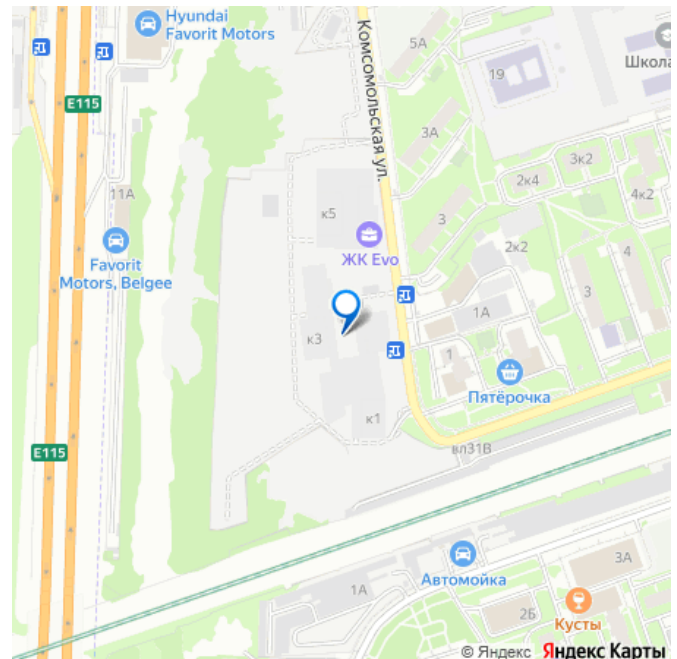 Hyundai
Favorit Motors
5А
Школа
19
E115
Комсомольская ул.
3А
3к2
2к4
4к2
11А
к5
3
ЖК Evo
2к2
4
Favorit
Motors, Belgee
3
1А
к3
1
Пятёрочка
к1
вл31В
E115
3А
Автомойка
1А
2Б
Кусты
© Яндекс Яндекс Карты